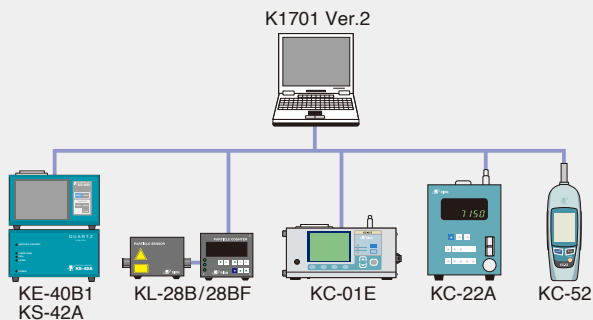 K1701 Ver.2
QUARTZ
KS-42A
PARTICLE SENSOR
PARTICLE COUNTER
7150
KE-40B1
KS-42A
KL-28B/28BF
KC-01E
KC-22A
KC-52